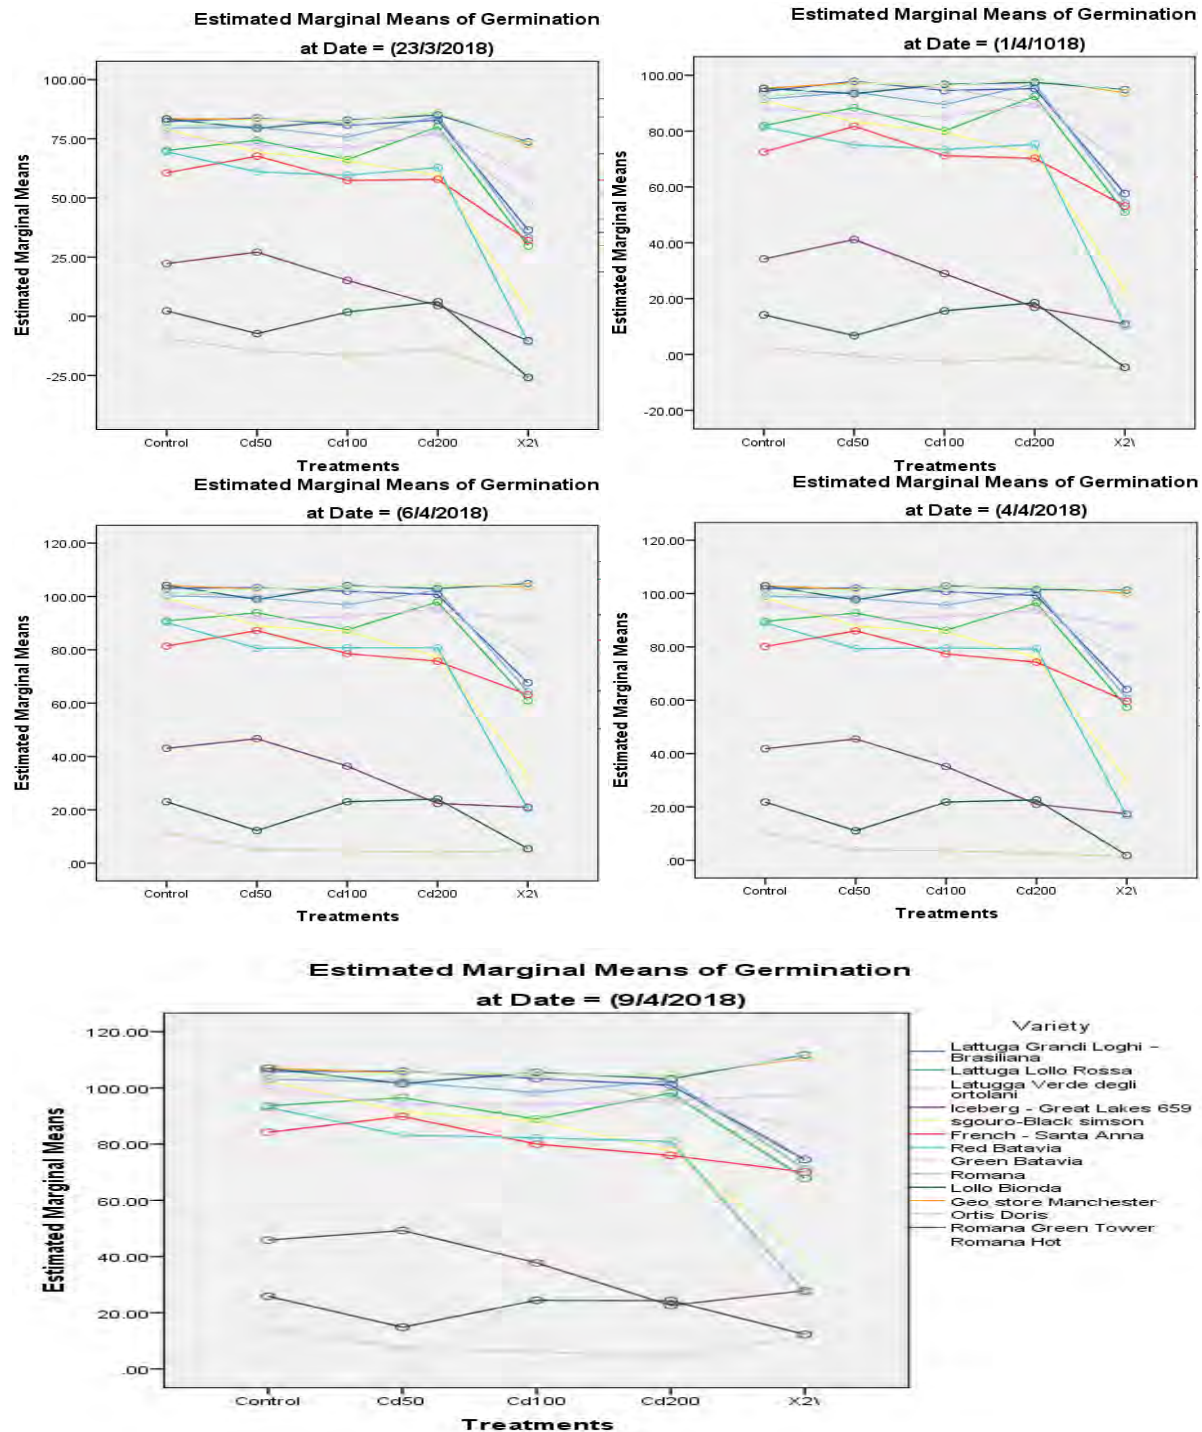 Estimated Marginal Means of Germination
at Date = (23/3/2018)
Estimated Marginal Means
100.00
75.00
50.00
25.00
.00
-25.00
Control Cd50 Cd100 Cd200 X2\
Treatments
Estimated Marginal Means of Germination
at Date = (1/4/1018)
Estimated Marginal Means
100.00
80.00
60.00
40.00
20.00
.00
-20.00
Control Cd50 Cd100 Cd200 X2\
Treatments
Estimated Marginal Means of Germination
at Date = (6/4/2018)
Estimated Marginal Means
120.00
100.00
80.00
60.00
40.00
20.00
.00
Control Cd50 Cd100 Cd200 X2\
Treatments
Estimated Marginal Means of Germination
at Date = (4/4/2018)
Estimated Marginal Means
120.00
100.00
80.00
60.00
40.00
20.00
.00
Control Cd50 Cd100 Cd200 X2\
Treatments
Estimated Marginal Means of Germination
at Date = (9/4/2018)
Estimated Marginal Means
120.00
100.00
80.00
60.00
40.00
20.00
.00
Control Cd50 Cd100 Cd200 X2\
Treatments
Variety
Lattuga Grandi Loghi –
Brasiliana
Lattuga Lollo Rossa
Latugga Verde degli
ortolani
Iceberg - Great Lakes 659
sgouro-Black simson
French - Santa Anna
Red Batavia
Green Batavia
Romana
Lollo Bionda
Geo store Manchester
Ortis Doris
Romana Green Tower
Romana Hot